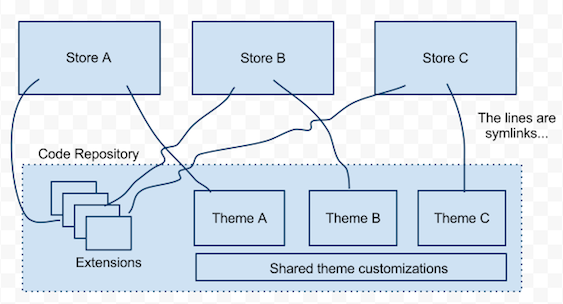 Store A
Store B
Store C
The lines are
symlinks...
Code Repository
Theme A
Theme B
Theme C
Extensions
Shared theme customizations